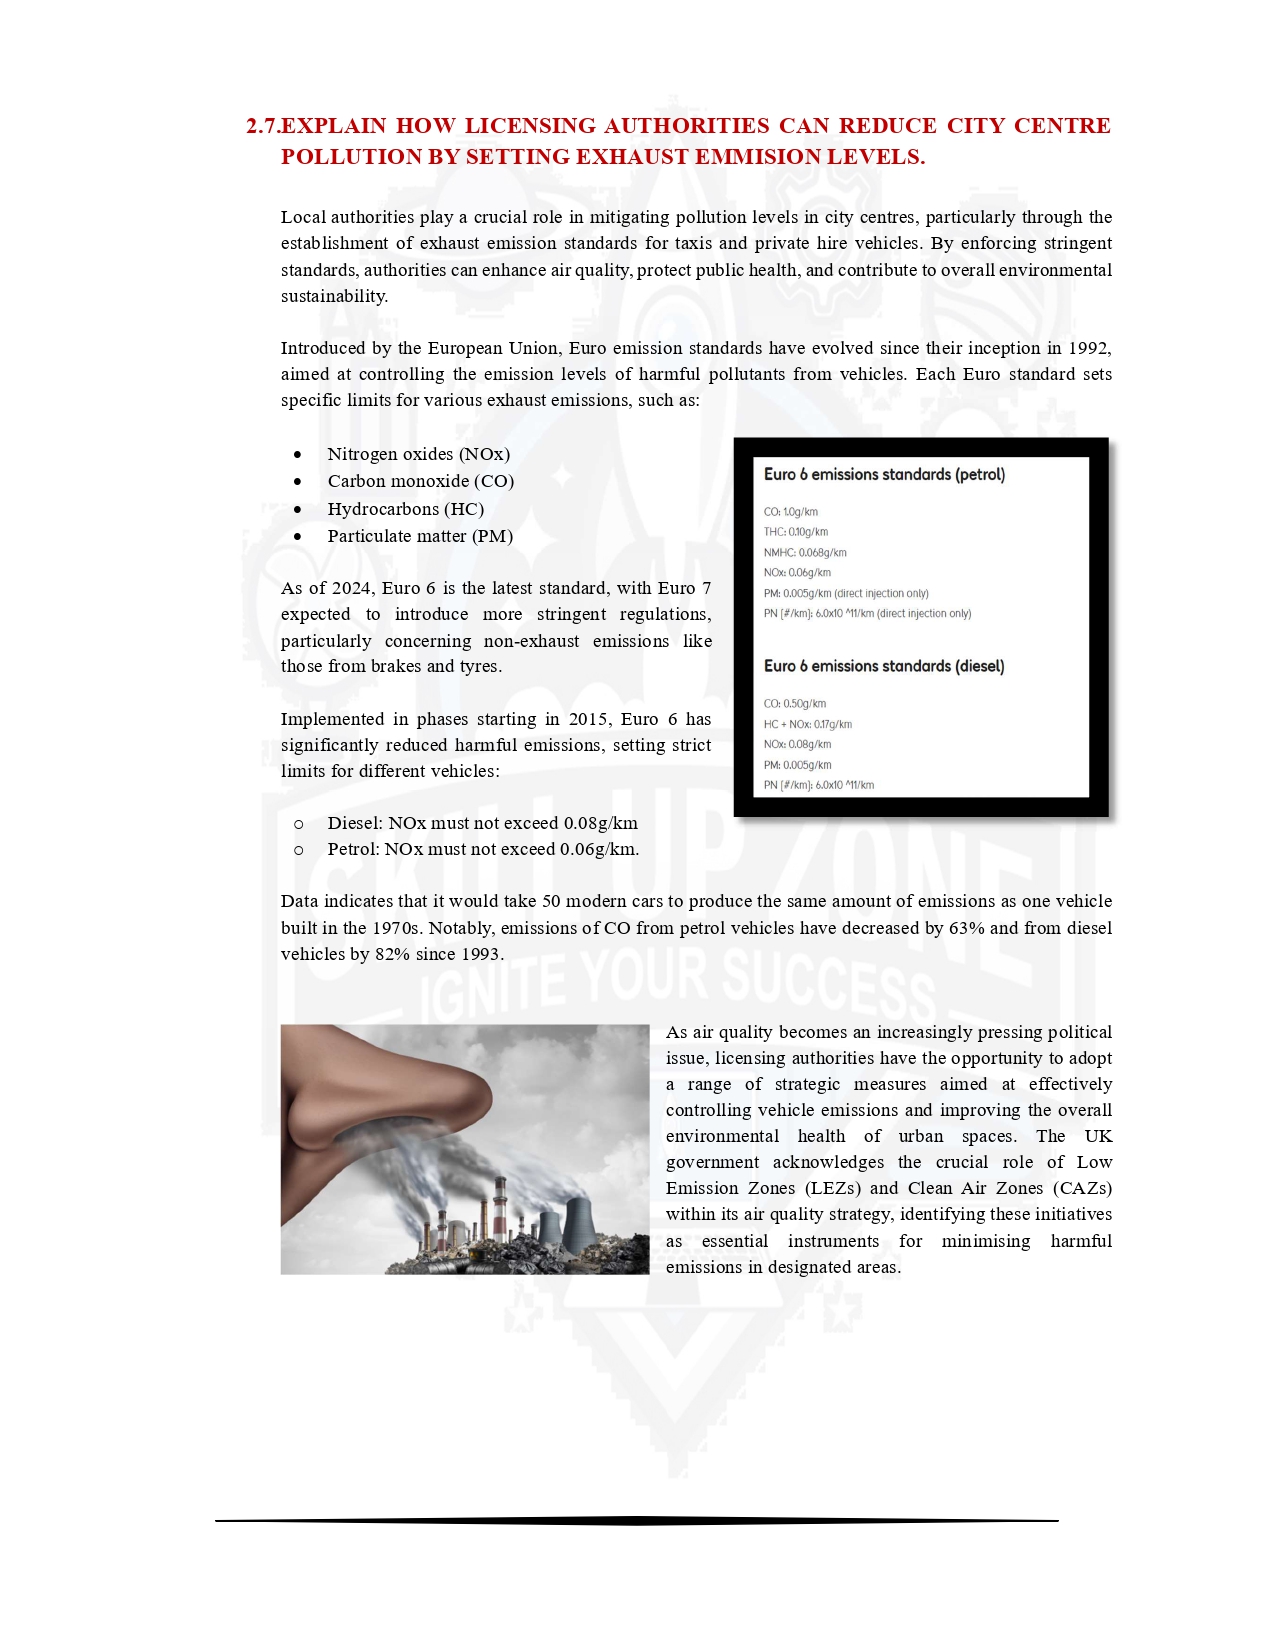 2.7.EXPLAIN HOW LICENSING AUTHORITIES CAN REDUCE CITY CENTRE
POLLUTION BY SETTING EXHAUST EMMISION LEVELS.
Local authorities play a crucial role in mitigating pollution levels in city centres, particularly through the
establishment of exhaust emission standards for taxis and private hire vehicles. By enforcing stringent
standards, authorities can enhance air quality, protect public health, and contribute to overall environmental
sustainability.
Introduced by the European Union, Euro emission standards have evolved since their inception in 1992,
aimed at controlling the emission levels of harmful pollutants from vehicles. Each Euro standard sets
specific limits for various exhaust emissions, such as:
• Nitrogen oxides (NOx)
• Carbon monoxide (CO)
• Hydrocarbons (HC)
• Particulate matter (PM)
As of 2024, Euro 6 is the latest standard, with Euro 7
expected to introduce more stringent regulations,
particularly concerning non-exhaust emissions like
those from brakes and tyres.
Implemented in phases starting in 2015, Euro 6 has
significantly reduced harmful emissions, setting strict
limits for different vehicles:
o Diesel: NOx must not exceed 0.08g/km
o Petrol: NOx must not exceed 0.06g/km.
Euro 6 emissions standards (petrol)
CO: 1.0g/km
THC: 0.10g/km
NMHC: 0.068g/km
NOx: 0.06g/km
PM: 0.005g/km (direct injection only)
PN [#/km]: 6.0x10 ^11/km (direct injection only)
Euro 6 emissions standards (diesel)
CO: 0.50g/km
HC + NOx: 0.17g/km
NOx: 0.08g/km
PM: 0.005g/km
PN [#/km]: 6.0x10 ^11/km
Data indicates that it would take 50 modern cars to produce the same amount of emissions as one vehicle
built in the 1970s. Notably, emissions of CO from petrol vehicles have decreased by 63% and from diesel
vehicles by 82% since 1993.
As air quality becomes an increasingly pressing political
issue, licensing authorities have the opportunity to adopt
a range of strategic measures aimed at effectively
controlling vehicle emissions and improving the overall
environmental health of urban spaces. The UK
government acknowledges the crucial role of Low
Emission Zones (LEZs) and Clean Air Zones (CAZs)
within its air quality strategy, identifying these initiatives
as essential instruments for minimising harmful
emissions in designated areas.
SKILL UP ZONE
IGNITE YOUR SUCCESS